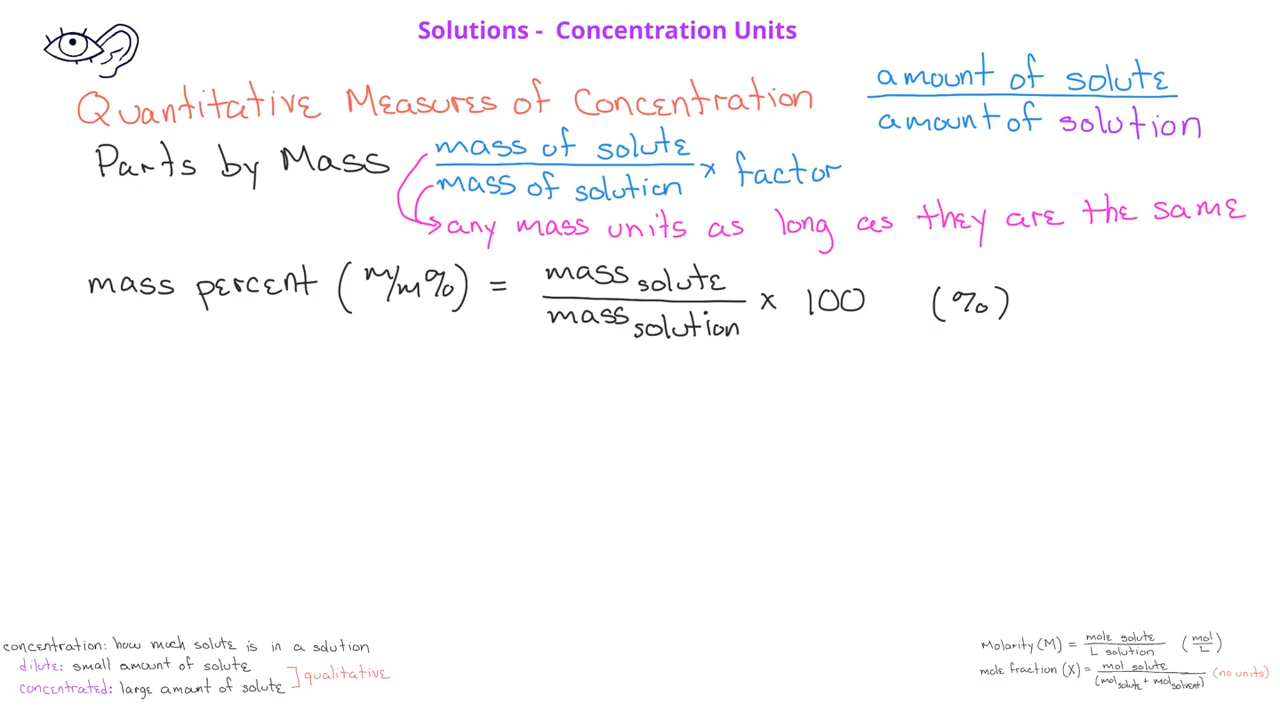 Solutions - Concentration Units
Quantitative Measures of Concentration
amount of solute
amount of solution
Parts by Mass
mass of solute
mass of solution
× factor
any mass units as long as they are the same
mass percent (m/m%) = mass solute / mass solution × 100 (%)
concentration: how much solute is in a solution
dilute: small amount of solute
concentrated: large amount of solute
] qualitative
Molarity (M) = mole solute / L solution (mol/L)
mole fraction (X) = mol solute / (mol solute + mol solvent) (no units)